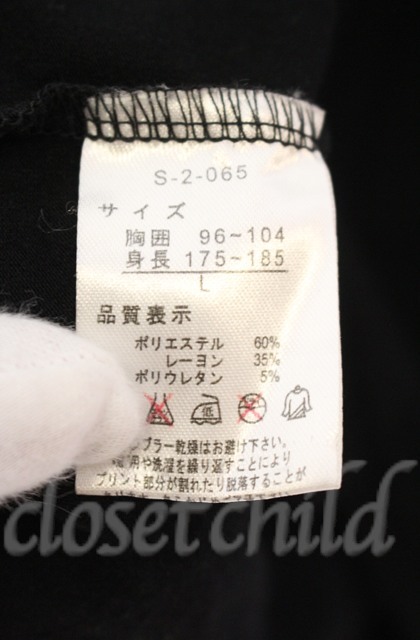 S-2-065
サイズ
胸囲 96~104
身長 175~185
L
品質表示
ポリエステル 60%
レーヨン 35%
ポリウレタン 5%
低
ブラー乾燥はお避け下さい。
用や洗濯を繰り返すことにより
プリント部分が割れたり脱落する
closet child